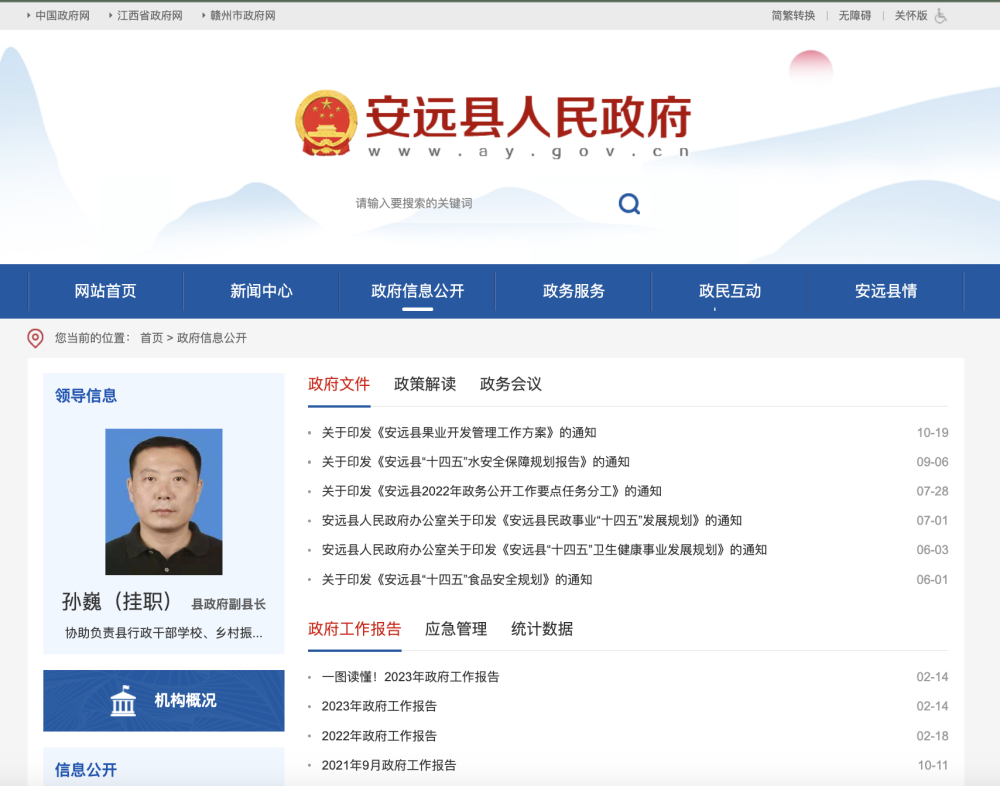 中国政府网 江西省政府网 赣州市政府网 简繁转换 | 无障碍 | 关怀版
安远县人民政府
www.ay.gov.cn
请输入要搜索的关键词
网站首页 新闻中心 政府信息公开 政务服务 政民互动 安远县情
您当前的位置： 首页 > 政府信息公开
领导信息
孙巍（挂职） 县政府副县长
协助负责县行政干部学校、乡村振...
机构概况
信息公开
政府文件 政策解读 政务会议
关于印发《安远县果业开发管理工作方案》的通知 10-19
关于印发《安远县“十四五”水安全保障规划报告》的通知 09-06
关于印发《安远县2022年政务公开工作要点任务分工》的通知 07-28
安远县人民政府办公室关于印发《安远县民政事业“十四五”发展规划》的通知 07-01
安远县人民政府办公室关于印发《安远县“十四五”卫生健康事业发展规划》的通知 06-03
关于印发《安远县“十四五”食品安全规划》的通知 06-01
政府工作报告 应急管理 统计数据
一图读懂！2023年政府工作报告 02-14
2023年政府工作报告 02-14
2022年政府工作报告 02-18
2021年9月政府工作报告 10-11